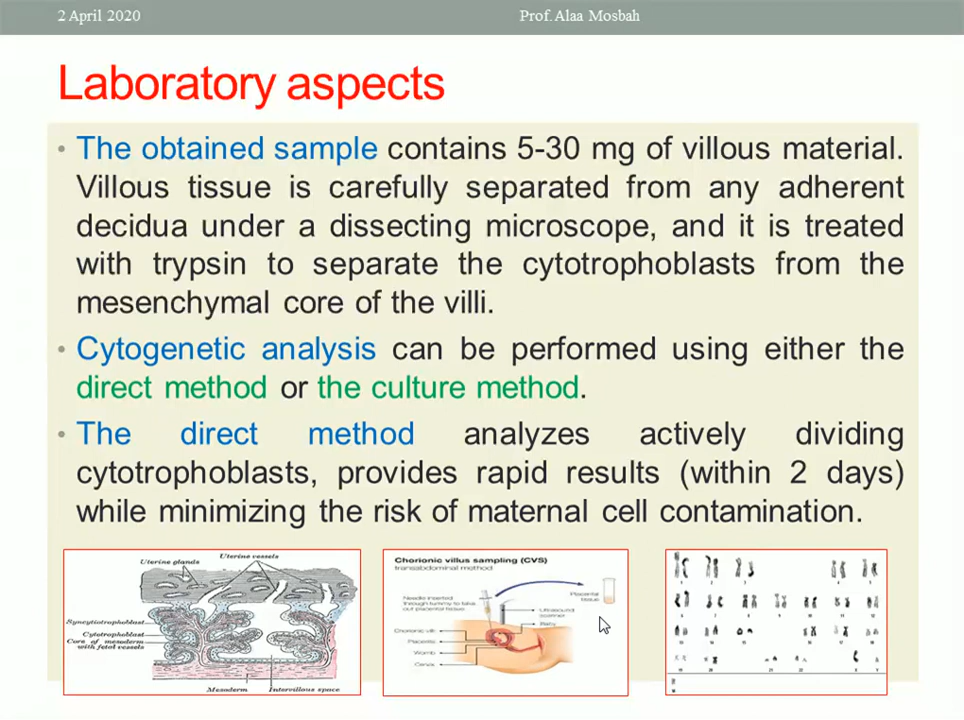 2 April 2020
Prof. Alaa Mosbah
Laboratory aspects
• The obtained sample contains 5-30 mg of villous material.
Villous tissue is carefully separated from any adherent
decidua under a dissecting microscope, and it is treated
with trypsin to separate the cytotrophoblasts from the
mesenchymal core of the villi.
• Cytogenetic analysis can be performed using either the
direct method or the culture method.
• The direct method analyzes actively dividing
cytotrophoblasts, provides rapid results (within 2 days)
while minimizing the risk of maternal cell contamination.
Uterine vessels
Uterine glands
Syncytiotrophoblast
Cytotrophoblast
Core of mesoderm
with fetal vessels
Mesoderm
Intervillous space
Chorionic villus sampling (CVS)
transabdominal method
Needle inserted
through tummy to take
out placental tissue
Placental
tissue
Ultrasound
scanner
Baby
Chorionic villi
Placenta
Womb
Cervix